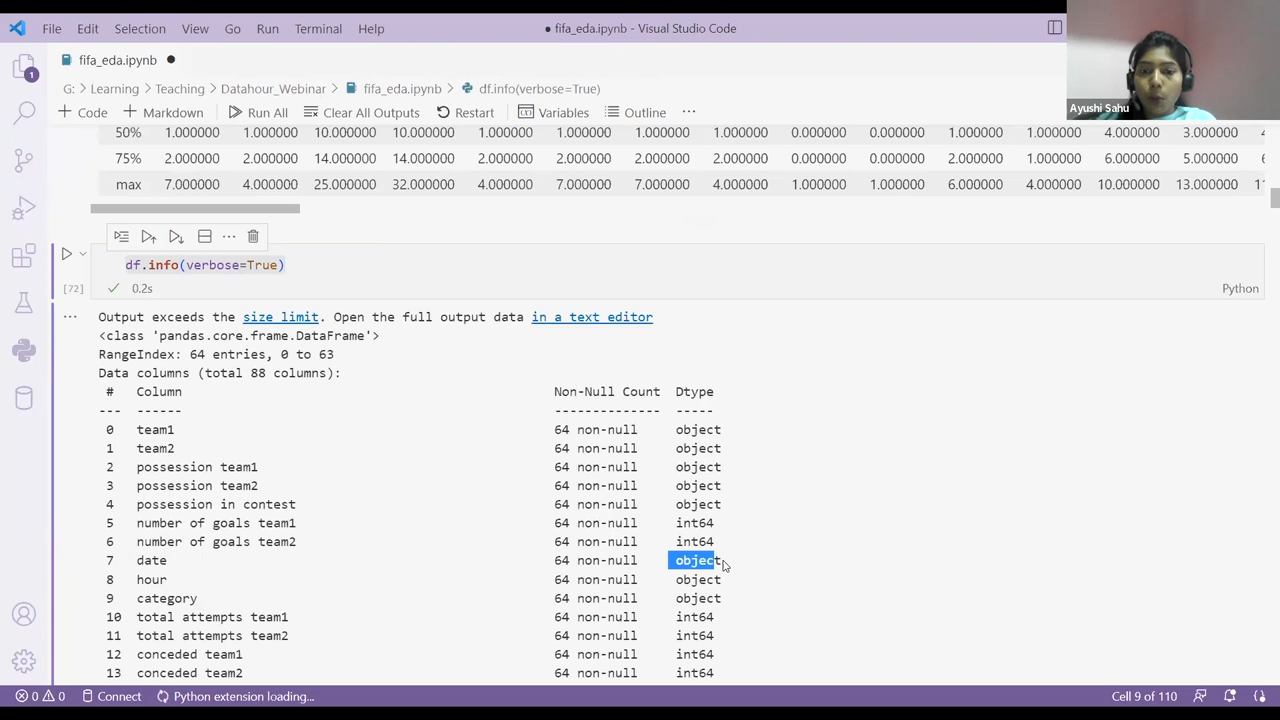 File Edit Selection View Go Run Terminal Help ● fifa_eda.ipynb - Visual Studio Code
Ayushi Sahu
1 fifa_eda.ipynb ●
G: > Learning > Teaching > Datahour_Webinar > fifa_eda.ipynb > df.info(verbose=True)
+ Code + Markdown Run All Clear All Outputs Restart Variables Outline ...
50% 1.000000 1.000000 10.000000 10.000000 1.000000 1.000000 1.000000 1.000000 0.000000 0.000000 1.000000 1.000000 4.000000 3.000000
75% 2.000000 2.000000 14.000000 14.000000 2.000000 2.000000 2.000000 2.000000 0.000000 0.000000 2.000000 1.000000 6.000000 5.000000
max 7.000000 4.000000 25.000000 32.000000 4.000000 7.000000 7.000000 4.000000 1.000000 1.000000 6.000000 4.000000 10.000000 13.000000
df.info(verbose=True)
[72] 0.2s Python
... Output exceeds the size limit. Open the full output data in a text editor
<class 'pandas.core.frame.DataFrame'>
RangeIndex: 64 entries, 0 to 63
Data columns (total 88 columns):
# Column Non-Null Count Dtype
--- ------ -------------- -----
0 team1 64 non-null object
1 team2 64 non-null object
2 possession team1 64 non-null object
3 possession team2 64 non-null object
4 possession in contest 64 non-null object
5 number of goals team1 64 non-null int64
6 number of goals team2 64 non-null int64
7 date 64 non-null object
8 hour 64 non-null object
9 category 64 non-null object
10 total attempts team1 64 non-null int64
11 total attempts team2 64 non-null int64
12 conceded team1 64 non-null int64
13 conceded team2 64 non-null int64
0 0 Connect Python extension loading... Cell 9 of 110